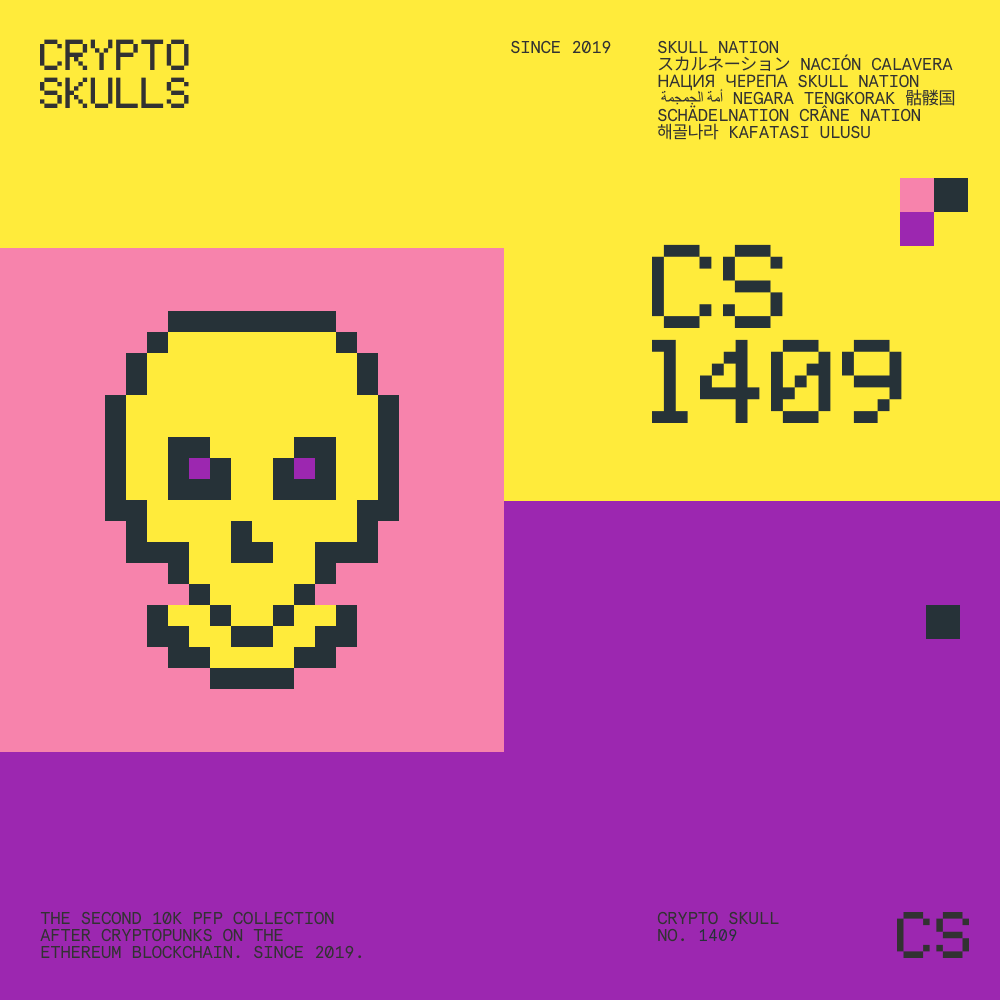 CRYPTO
SKULLS
SINCE 2019
SKULL NATION
スカルネーション NACIÓN CALAVERA
НАЦИЯ ЧЕРЕПА SKULL NATION
أمة الجمجمة NEGARA TENGKORAK 骷髅国
SCHÄDELNATION CRÂNE NATION
해골나라 KAFATASI ULUSU
CS
1409
THE SECOND 10K PFP COLLECTION
AFTER CRYPTOPUNKS ON THE
ETHEREUM BLOCKCHAIN. SINCE 2019.
CRYPTO SKULL
NO. 1409
CS